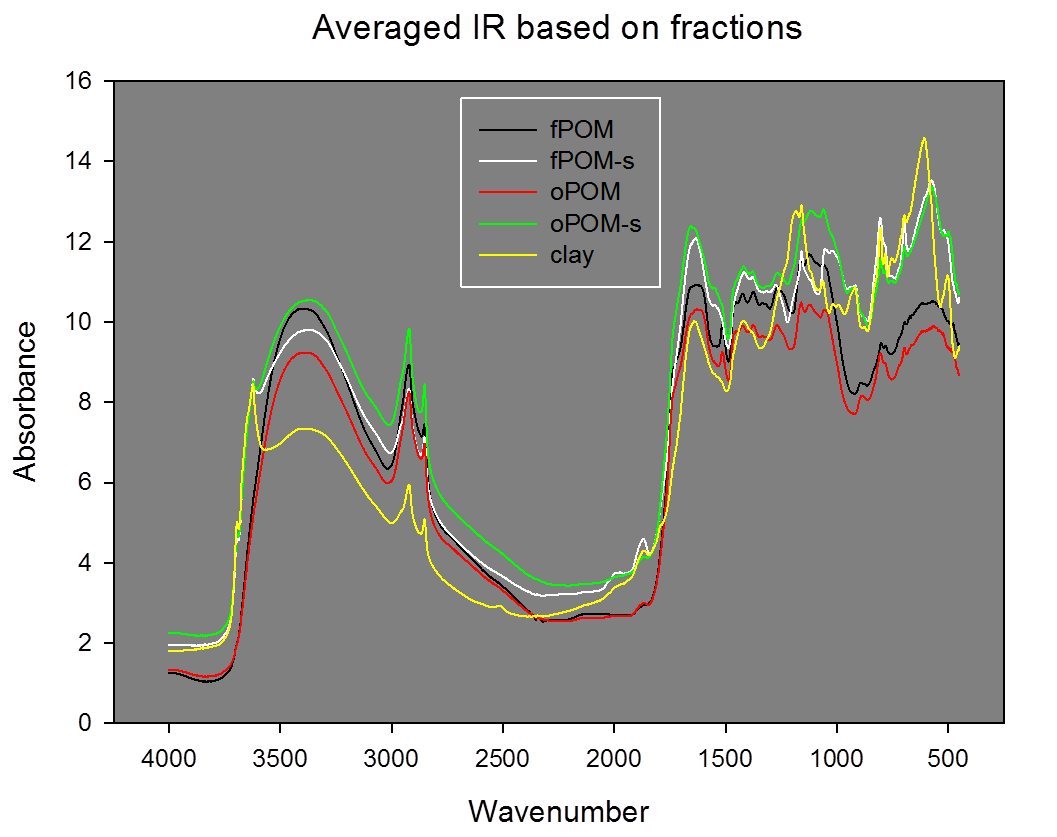 Averaged IR based on fractions
16
14
12
10
8
6
4
2
0
fPOM
fPOM-s
oPOM
oPOM-s
clay
Absorbance
4000 3500 3000 2500 2000 1500 1000 500
Wavenumber